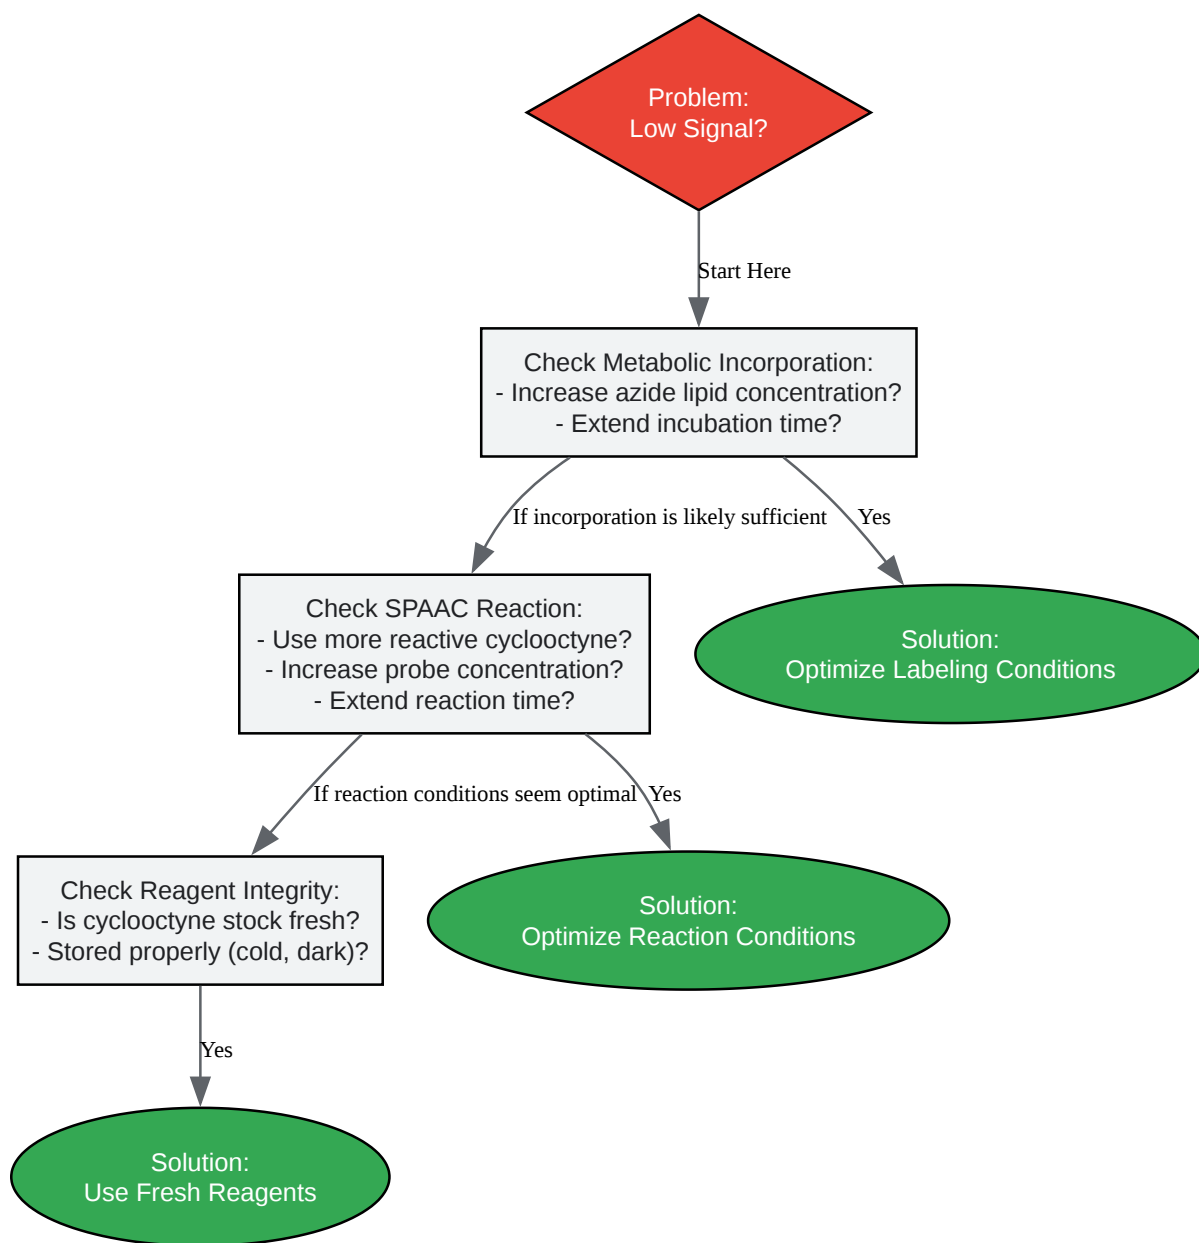 Problem:
Low Signal?
Start Here
Check Metabolic Incorporation:
- Increase azide lipid concentration?
- Extend incubation time?
If incorporation is likely sufficient
Yes
Check SPAAC Reaction:
- Use more reactive cyclooctyne?
- Increase probe concentration?
- Extend reaction time?
Solution:
Optimize Labeling Conditions
If reaction conditions seem optimal
Yes
Check Reagent Integrity:
- Is cyclooctyne stock fresh?
- Stored properly (cold, dark)?
Solution:
Optimize Reaction Conditions
Yes
Solution:
Use Fresh Reagents